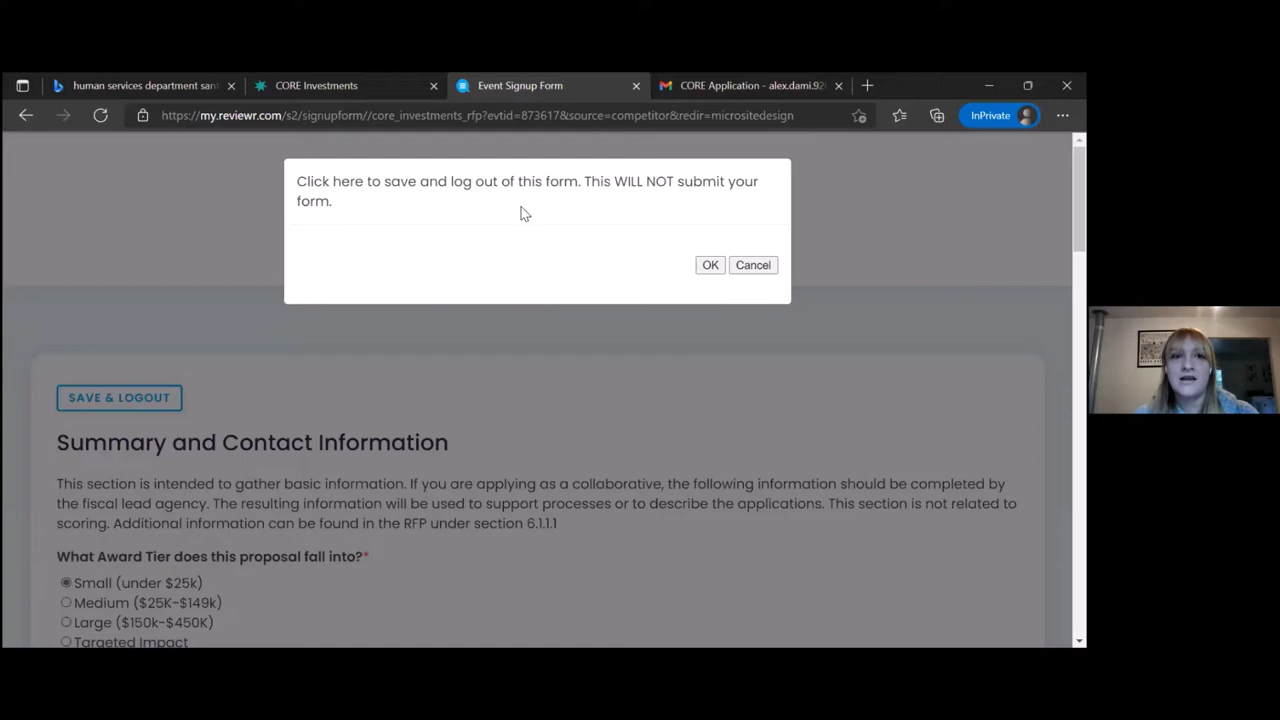 human services department sant
CORE Investments
Event Signup Form
CORE Application - alex.dami.92
https://my.reviewr.com/s2/signupform//core_investments_rfp?evtid=873617&source=competitor&redir=micrositedesign
InPrivate
Click here to save and log out of this form. This WILL NOT submit your
form.
OK Cancel
SAVE & LOGOUT
Summary and Contact Information
This section is intended to gather basic information. If you are applying as a collaborative, the following information should be completed by
the fiscal lead agency. The resulting information will be used to support processes or to describe the applications. This section is not related to
scoring. Additional information can be found in the RFP under section 6.1.1.1
What Award Tier does this proposal fall into?*
Small (under $25k)
Medium ($25K-$149k)
Large ($150k-$450K)
Targeted Impact